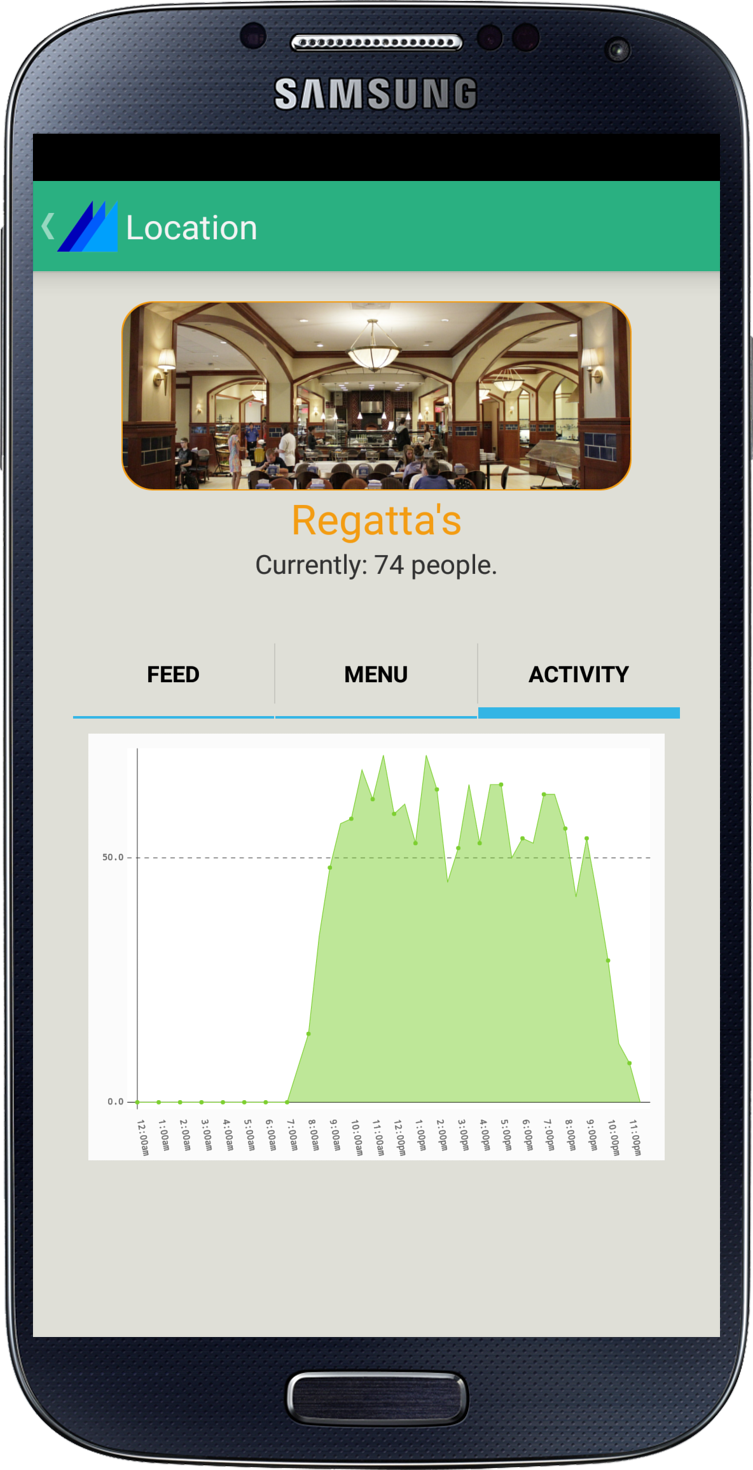 SAMSUNG
Location
Regatta's
Currently: 74 people.
FEED
MENU
ACTIVITY
50.0
0.0
12:00am
1:00am
2:00am
3:00am
4:00am
5:00am
6:00am
7:00am
8:00am
9:00am
10:00am
11:00am
12:00pm
1:00pm
2:00pm
3:00pm
4:00pm
5:00pm
6:00pm
7:00pm
8:00pm
9:00pm
10:00pm
11:00pm